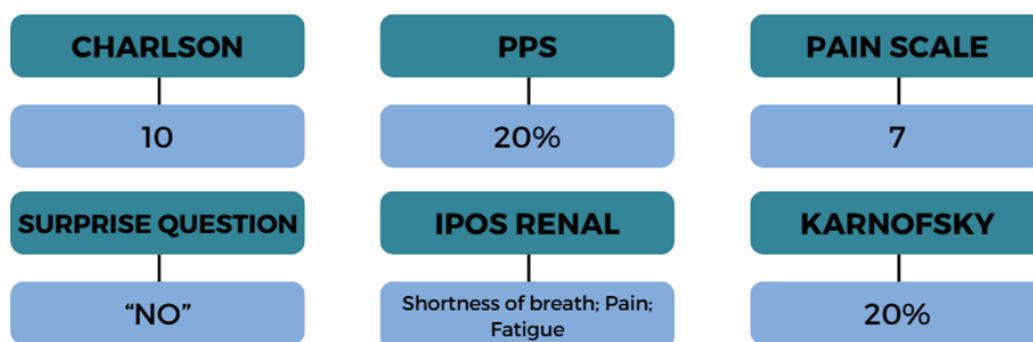 CHARLSON
PPS
PAIN SCALE
10
20%
7
SURPRISE QUESTION
IPOS RENAL
KARNOFSKY
“NO”
Shortness of breath; Pain;
Fatigue
20%